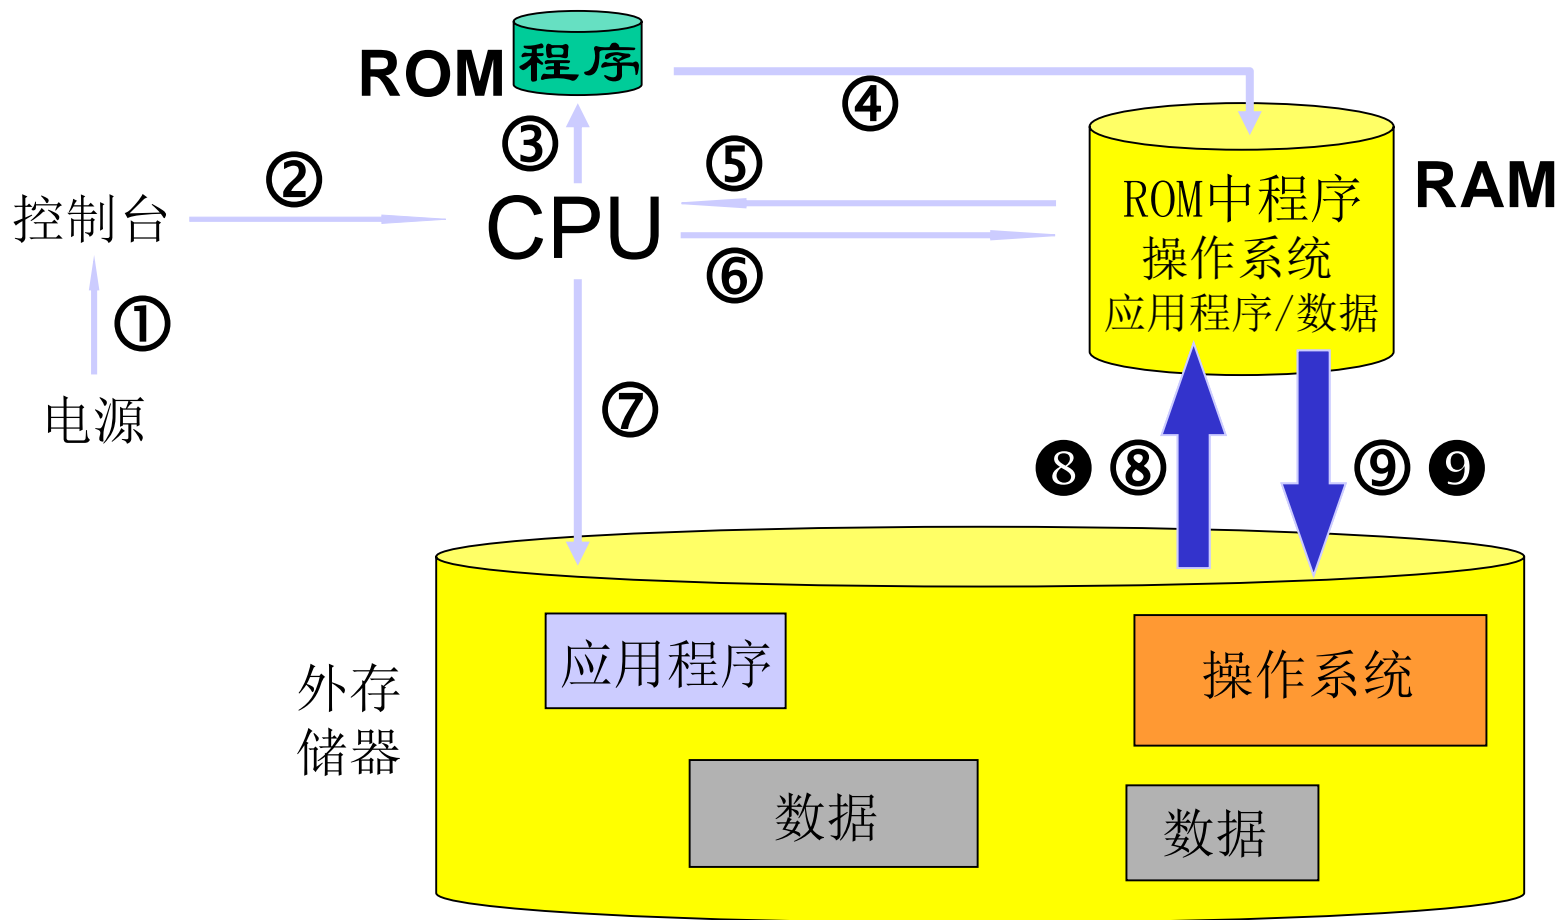 ROM
程序
④
③
⑤
②
RAM
ROM中程序
控制台
CPU
操作系统
⑥
应用程序/数据
①
电源
⑦
❽ ⑧
⑨ ❾
应用程序
操作系统
外存
储器
数据
数据